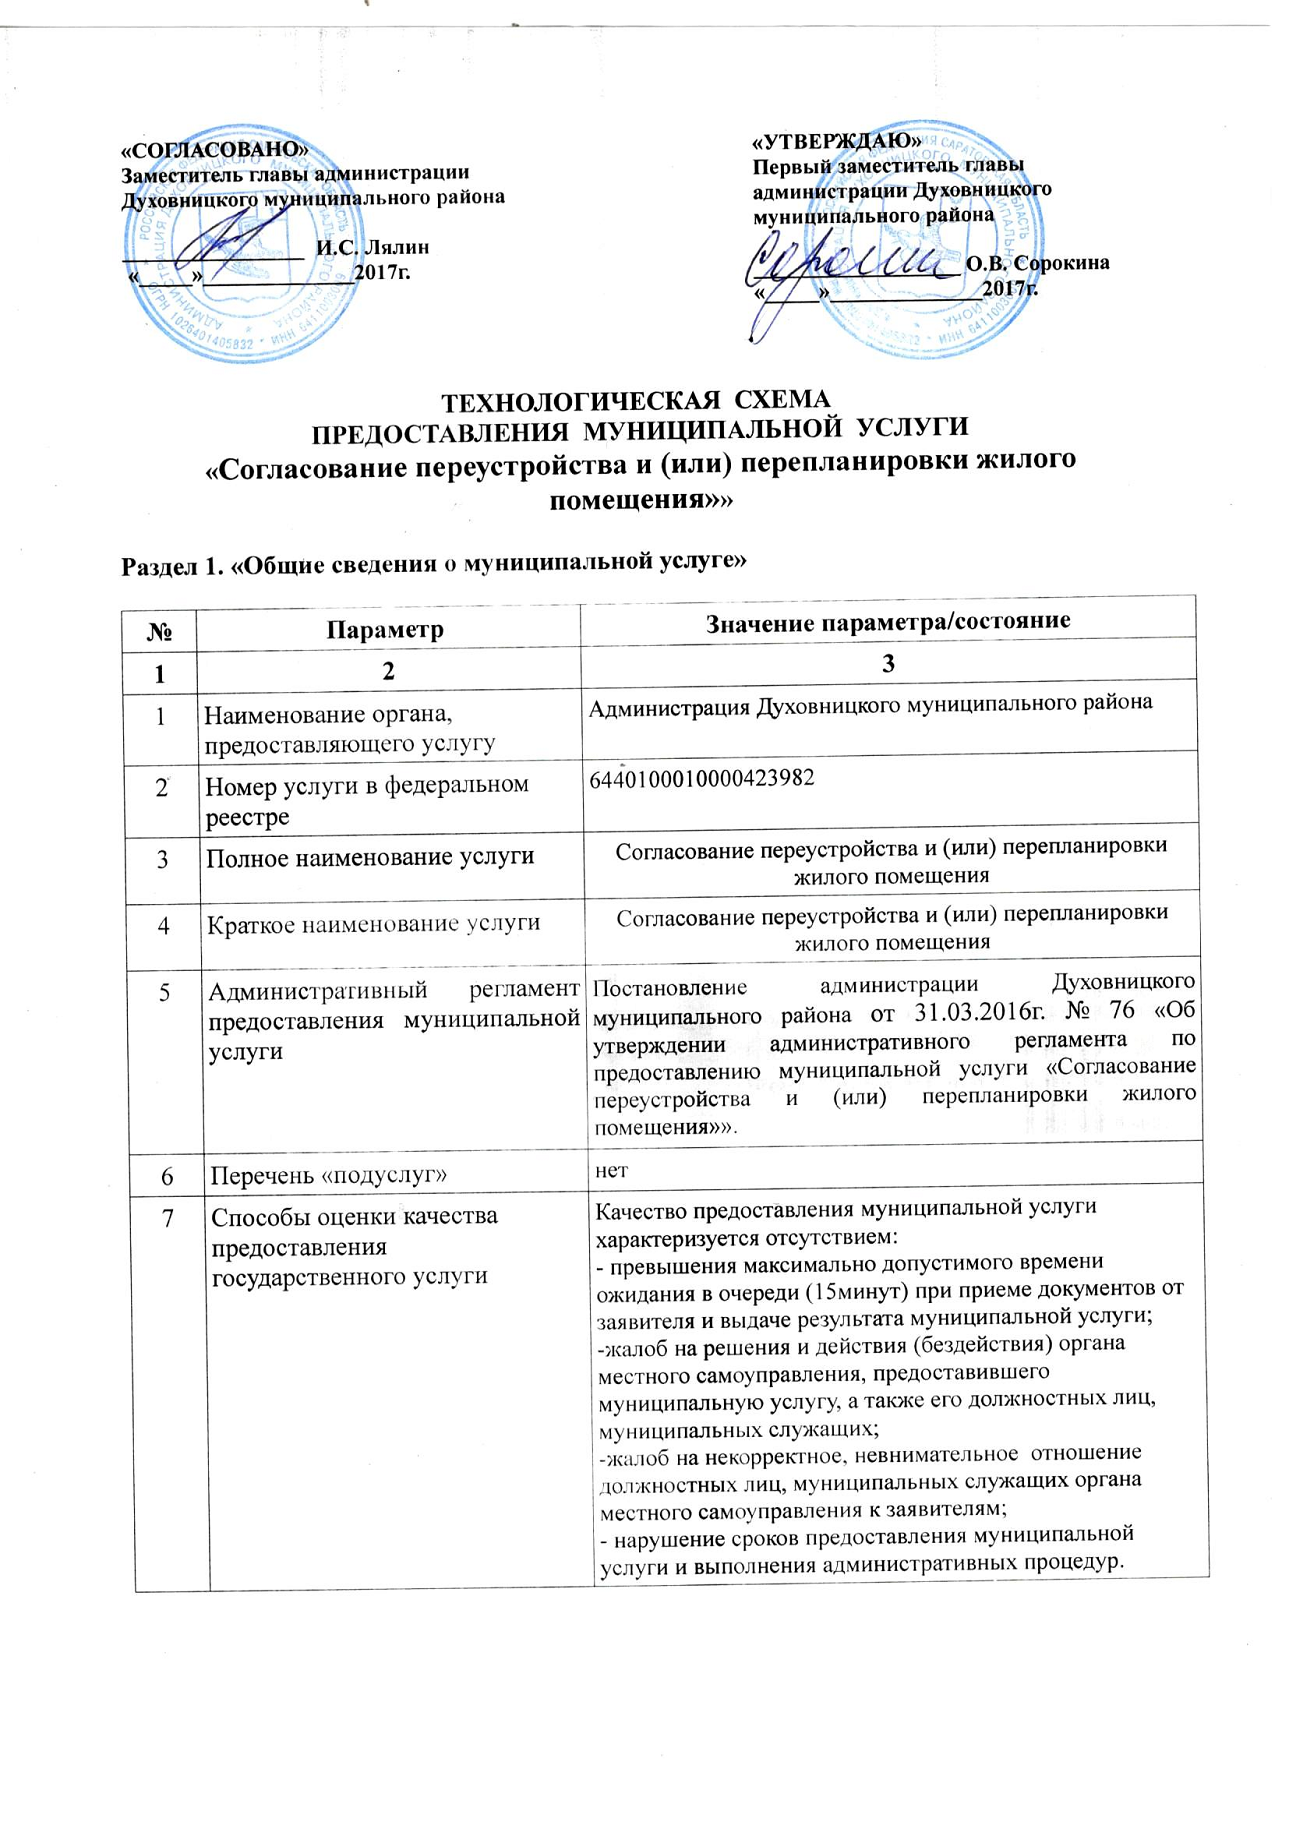 «СОГЛАСОВАНО»
Заместитель главы администрации
Духовницкого муниципального района
И.С. Лялин
«_____»______________2017г.
«УТВЕРЖДАЮ»
Первый заместитель главы
администрации Духовницкого
муниципального района
О.В. Сорокина
«_____»______________2017г.
ТЕХНОЛОГИЧЕСКАЯ СХЕМА
ПРЕДОСТАВЛЕНИЯ МУНИЦИПАЛЬНОЙ УСЛУГИ
«Согласование переустройства и (или) перепланировки жилого
помещения»»
Раздел 1. «Общие сведения о муниципальной услуге»
№ Параметр Значение параметра/состояние
1 2 3
1 Наименование органа,
предоставляющего услугу
Администрация Духовницкого муниципального района
2 Номер услуги в федеральном
реестре
6440100010000423982
3 Полное наименование услуги
Согласование переустройства и (или) перепланировки
жилого помещения
4 Краткое наименование услуги
Согласование переустройства и (или) перепланировки
жилого помещения
5 Административный регламент
предоставления муниципальной
услуги
Постановление администрации Духовницкого
муниципального района от 31.03.2016г. № 76 «Об
утверждении административного регламента по
предоставлению муниципальной услуги «Согласование
переустройства и (или) перепланировки жилого
помещения»».
6 Перечень «подуслуг» нет
7 Способы оценки качества
предоставления
государственного услуги
Качество предоставления муниципальной услуги
характеризуется отсутствием:
- превышения максимально допустимого времени
ожидания в очереди (15минут) при приеме документов от
заявителя и выдаче результата муниципальной услуги;
-жалоб на решения и действия (бездействия) органа
местного самоуправления, предоставившего
муниципальную услугу, а также его должностных лиц,
муниципальных служащих;
-жалоб на некорректное, невнимательное отношение
должностных лиц, муниципальных служащих органа
местного самоуправления к заявителям;
- нарушение сроков предоставления муниципальной
услуги и выполнения административных процедур.